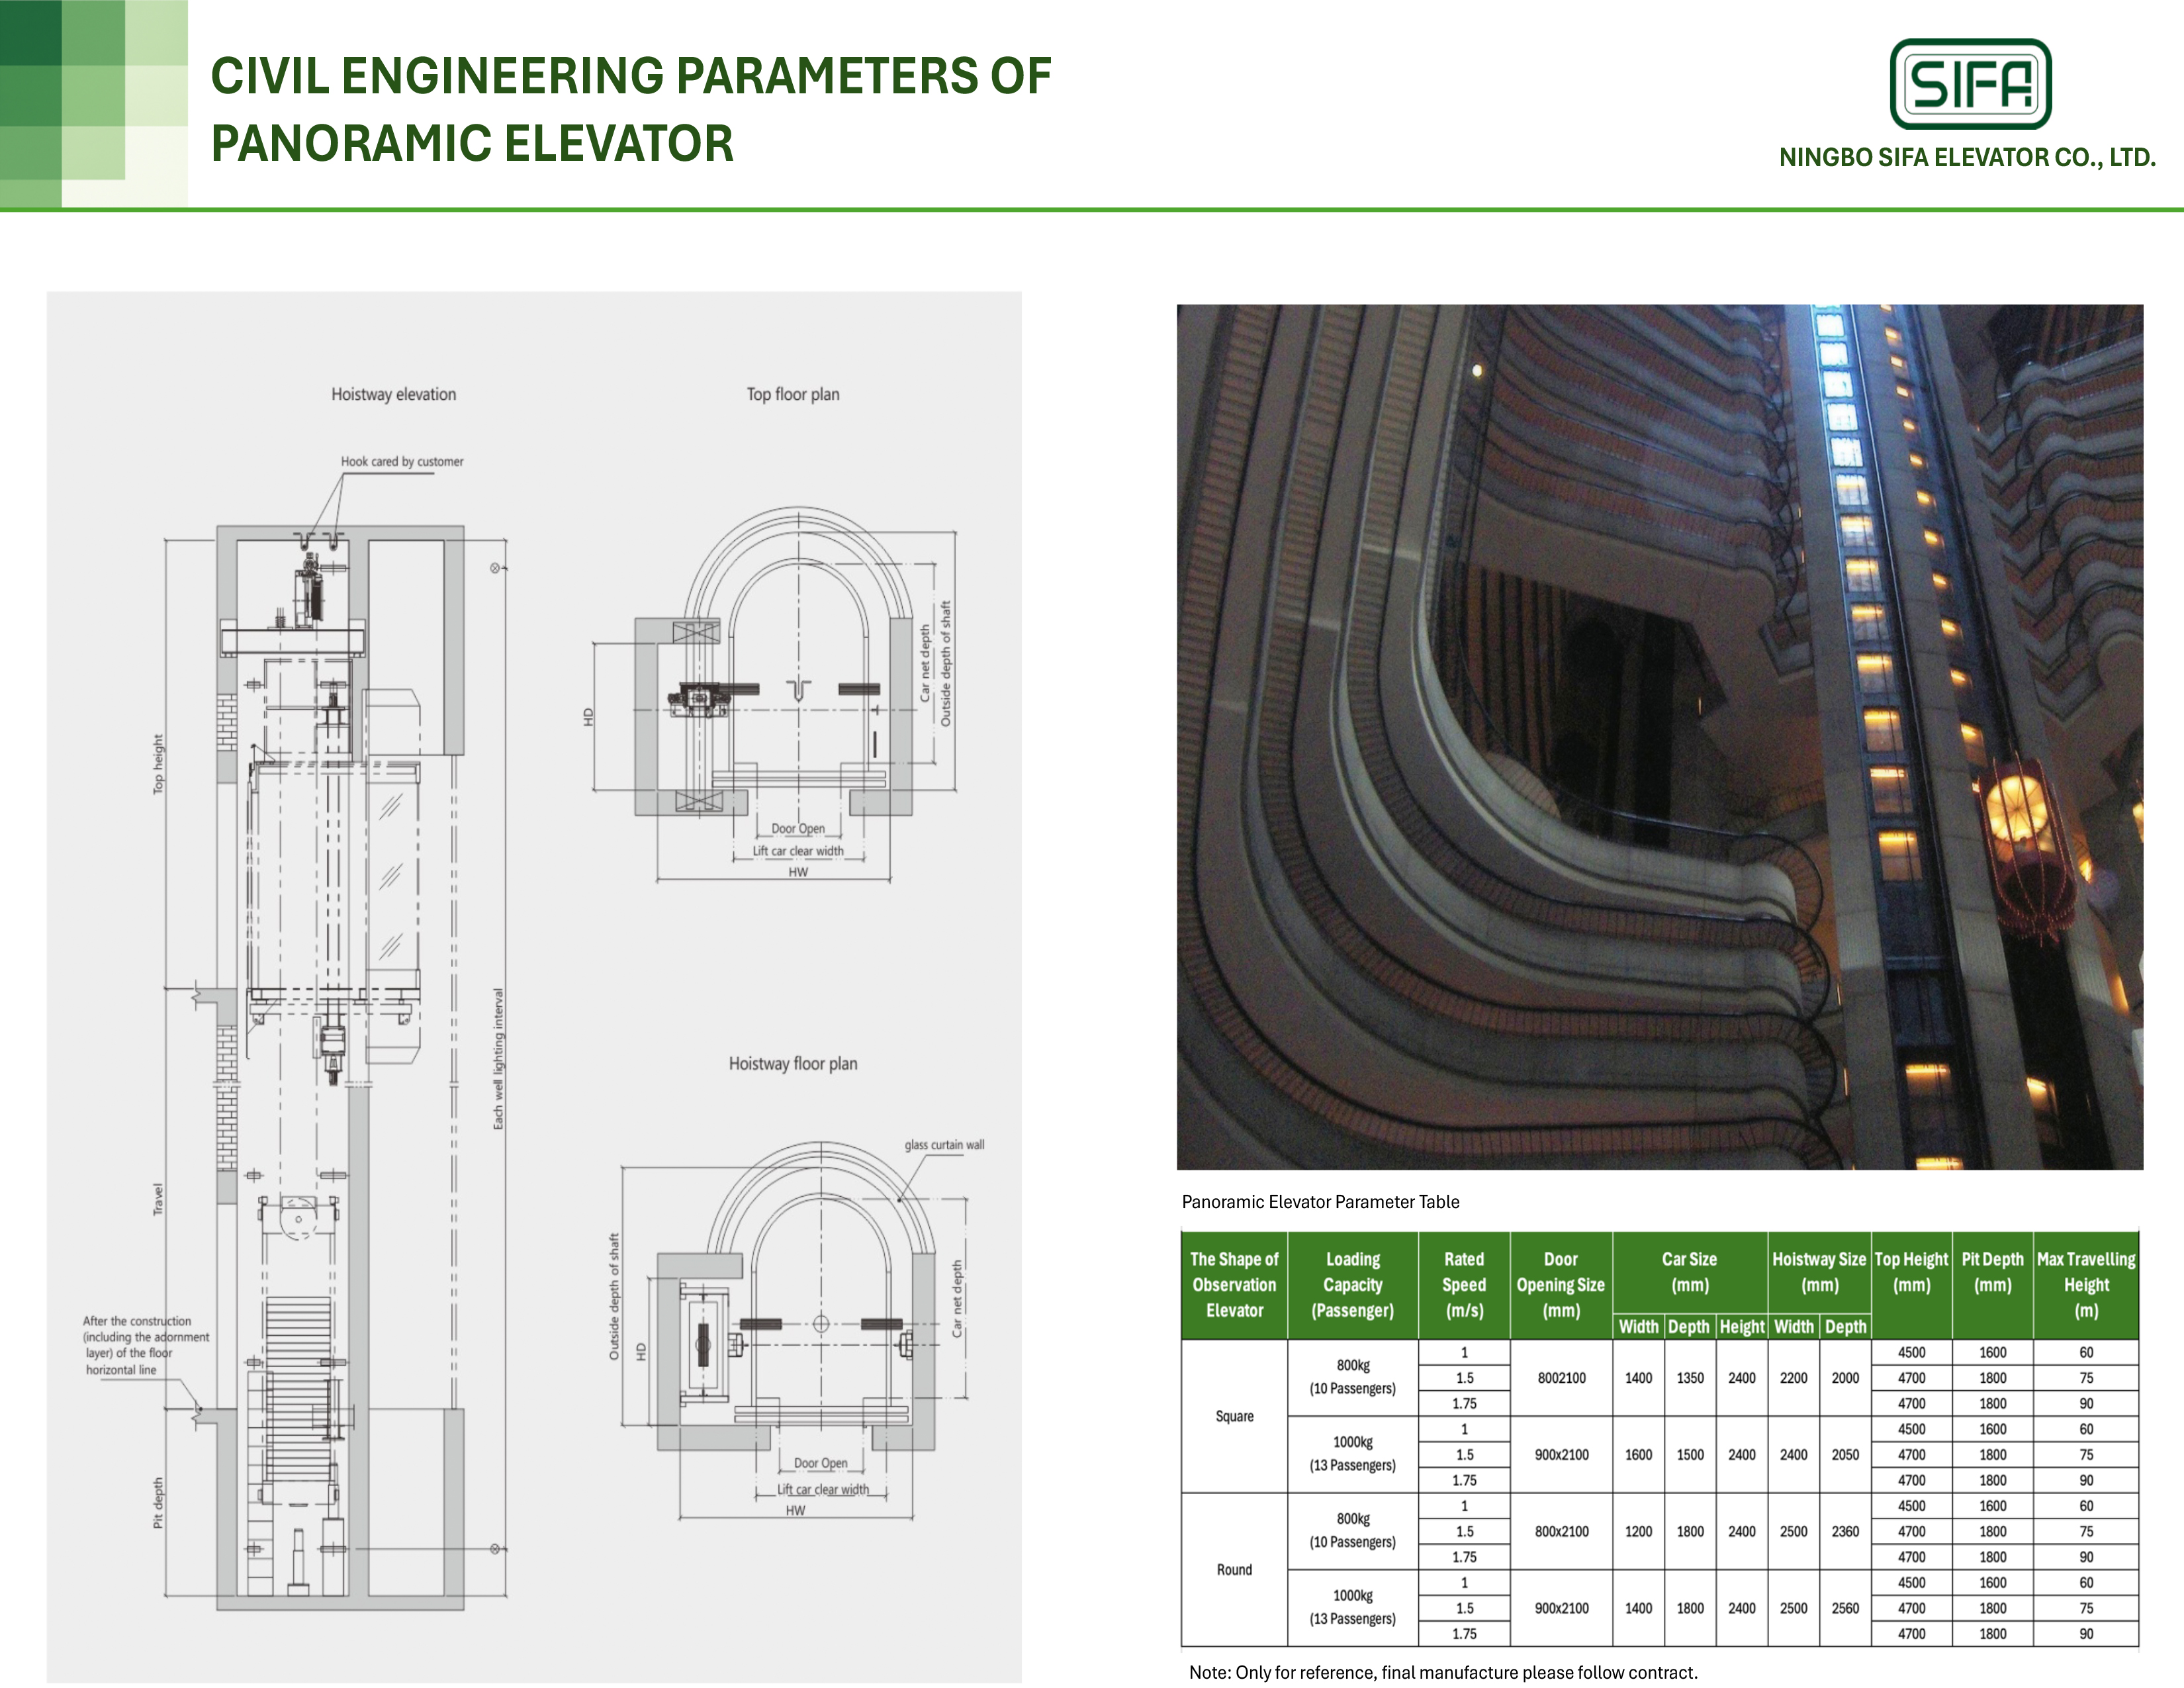 CIVIL ENGINEERING PARAMETERS OF
PANORAMIC ELEVATOR
SIFA
NINGBO SIFA ELEVATOR CO., LTD.
Hoistway elevation
Hook cared by customer
Top height
Travel
Pit depth
Each well lighting interval
After the construction
(including the adornment
layer) of the floor
horizontal line
Top floor plan
HD
Car net depth
Outside depth of shaft
Door Open
Lift car clear width
HW
Hoistway floor plan
glass curtain wall
Outside depth of shaft
HD
Car net depth
Door Open
Lift car clear width
HW
Panoramic Elevator Parameter Table
The Shape of Observation Elevator Loading Capacity (Passenger) Rated Speed (m/s) Door Opening Size (mm) Car Size (mm) Hoistway Size (mm) Top Height (mm) Pit Depth (mm) Max Travelling Height (m)
Width Depth Height Width Depth
Square 800kg (10 Passengers) 1 8002100 1400 1350 2400 2200 2000 4500 1600 60
1.5 4700 1800 75
1.75 4700 1800 90
1000kg (13 Passengers) 1 900x2100 1600 1500 2400 2400 2050 4500 1600 60
1.5 4700 1800 75
1.75 4700 1800 90
Round 800kg (10 Passengers) 1 800x2100 1200 1800 2400 2500 2360 4500 1600 60
1.5 4700 1800 75
1.75 4700 1800 90
1000kg (13 Passengers) 1 900x2100 1400 1800 2400 2500 2560 4500 1600 60
1.5 4700 1800 75
1.75 4700 1800 90
Note: Only for reference, final manufacture please follow contract.